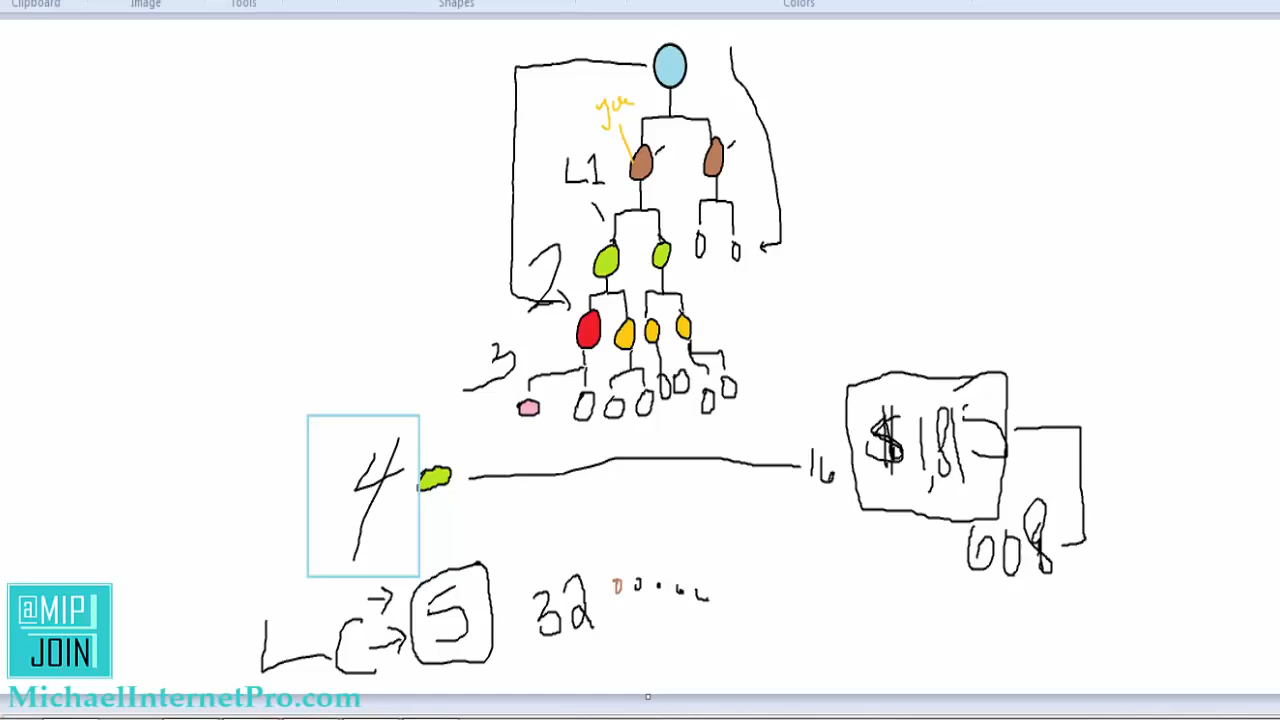 Clipboard Image Tools Shapes Colors
you
L1
2
3
4
16
$1,815
608
LC
5
32
@MIP
JOIN
MichaelInternetPro.com